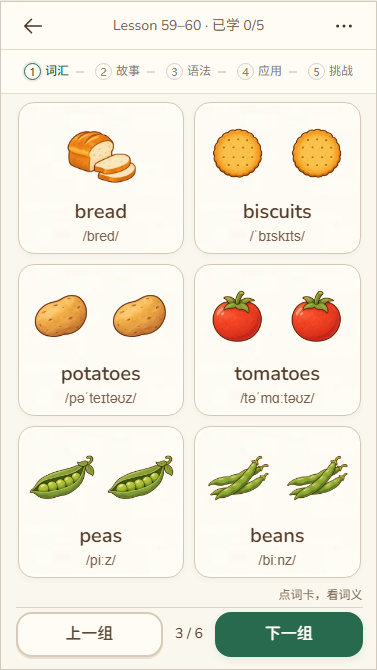 Lesson 59–60 · 已学 0/5
1 词汇 2 故事 3 语法 4 应用 5 挑战
bread biscuits
/bred/ /ˈbɪskɪts/
potatoes tomatoes
/pəˈteɪtəʊz/ /təˈmɑːtəʊz/
peas beans
/piːz/ /biːnz/
点词卡，看词义
上一组 3 / 6 下一组